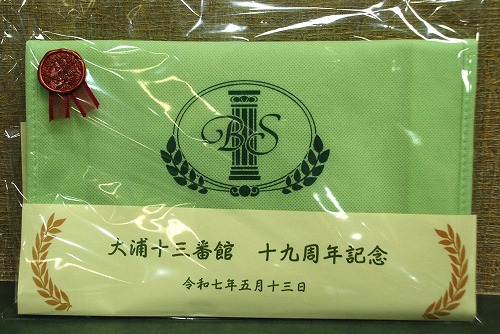 BS
大浦十三番館 十九周年記念
令和七年五月十三日